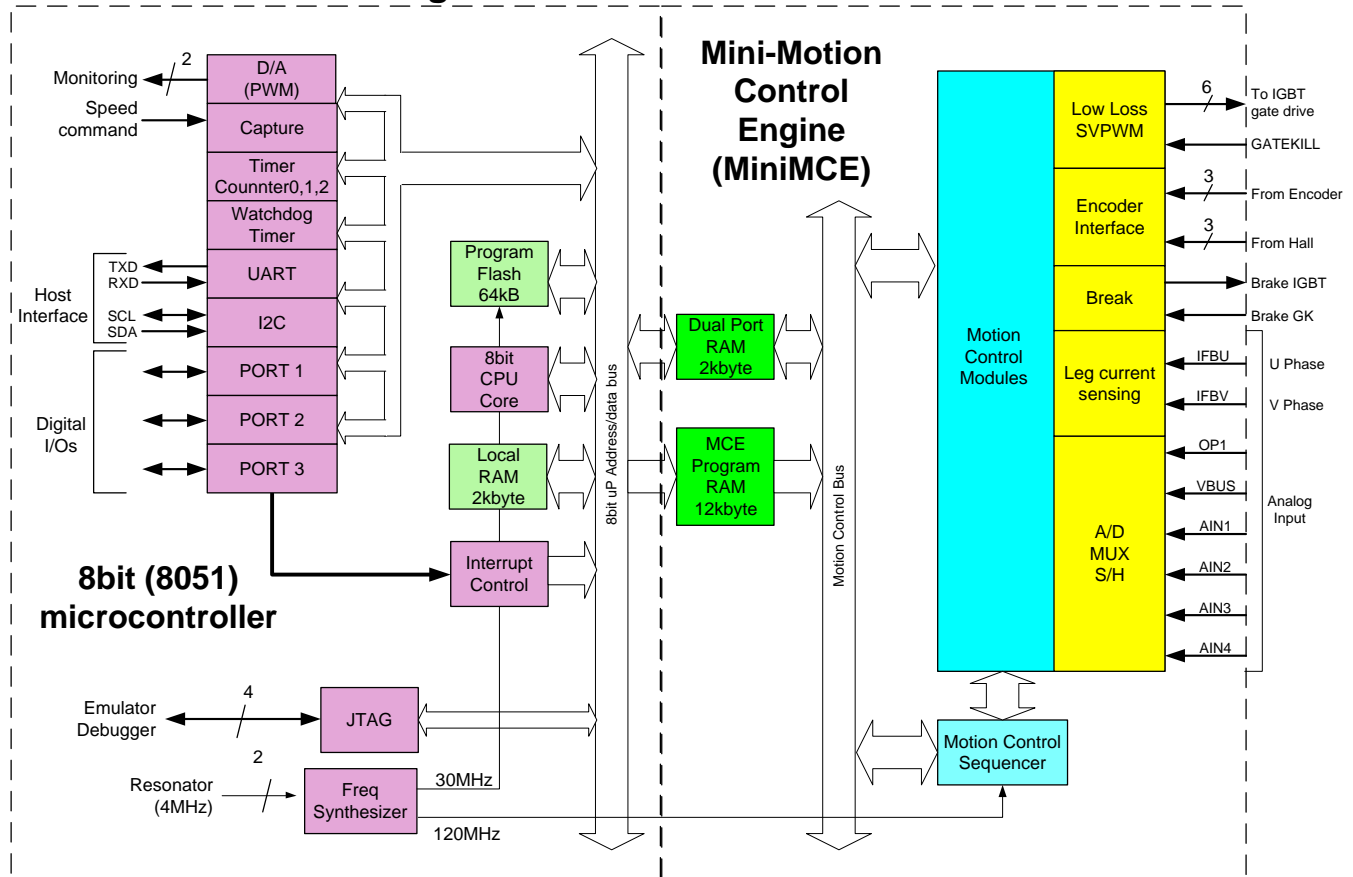 Monitoring
2
Speed
command
D/A
(PWM)
Capture
Timer
Counnter0,1,2
Watchdog
Timer
UART
I2C
PORT 1
PORT 2
PORT 3
Host
Interface
TXD
RXD
SCL
SDA
Digital
I/Os
Program
Flash
64kB
8bit
CPU
Core
Local
RAM
2kbyte
Interrupt
Control
8bit (8051)
microcontroller
Emulator
Debugger
4
JTAG
Resonator
(4MHz)
2
Freq
Synthesizer
30MHz
120MHz
8bit uP Address/data bus
Mini-Motion
Control
Engine
(MiniMCE)
Dual Port
RAM
2kbyte
MCE
Program
RAM
12kbyte
Motion Control Bus
Motion
Control
Modules
Low Loss
SVPWM
Encoder
Interface
Break
Leg current
sensing
A/D
MUX
S/H
Motion Control
Sequencer
6
To IGBT
gate drive
GATEKILL
3
From Encoder
3
From Hall
Brake IGBT
Brake GK
IFBU
U Phase
IFBV
V Phase
OP1
VBUS
AIN1
AIN2
AIN3
AIN4
Analog
Input